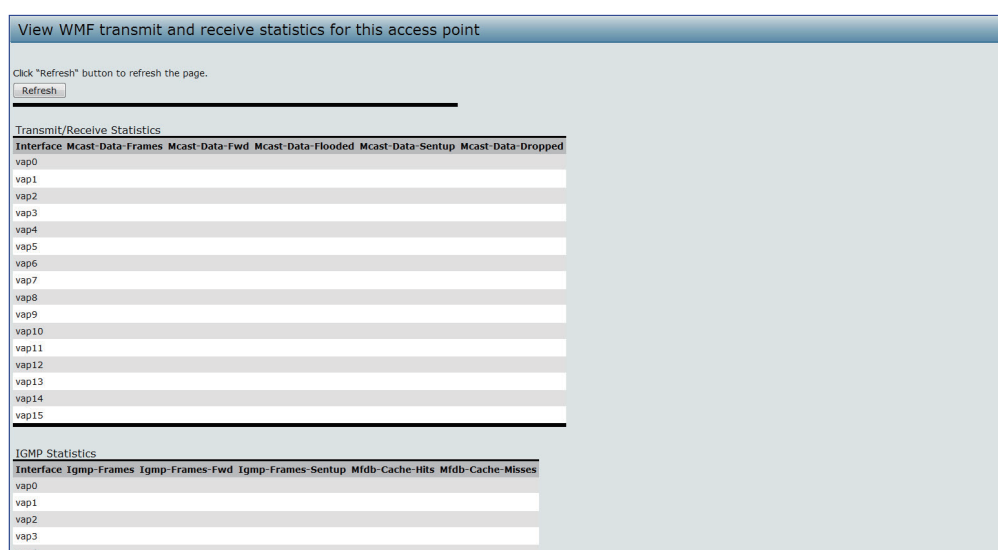 View WMF transmit and receive statistics for this access point
Click "Refresh" button to refresh the page.
Refresh
Transmit/Receive Statistics
Interface Mcast-Data-Frames Mcast-Data-Fwd Mcast-Data-Flooded Mcast-Data-Sentup Mcast-Data-Dropped
vap0
vap1
vap2
vap3
vap4
vap5
vap6
vap7
vap8
vap9
vap10
vap11
vap12
vap13
vap14
vap15
IGMP Statistics
Interface Igmp-Frames Igmp-Frames-Fwd Igmp-Frames-Sentup Mfdb-Cache-Hits Mfdb-Cache-Misses
vap0
vap1
vap2
vap3